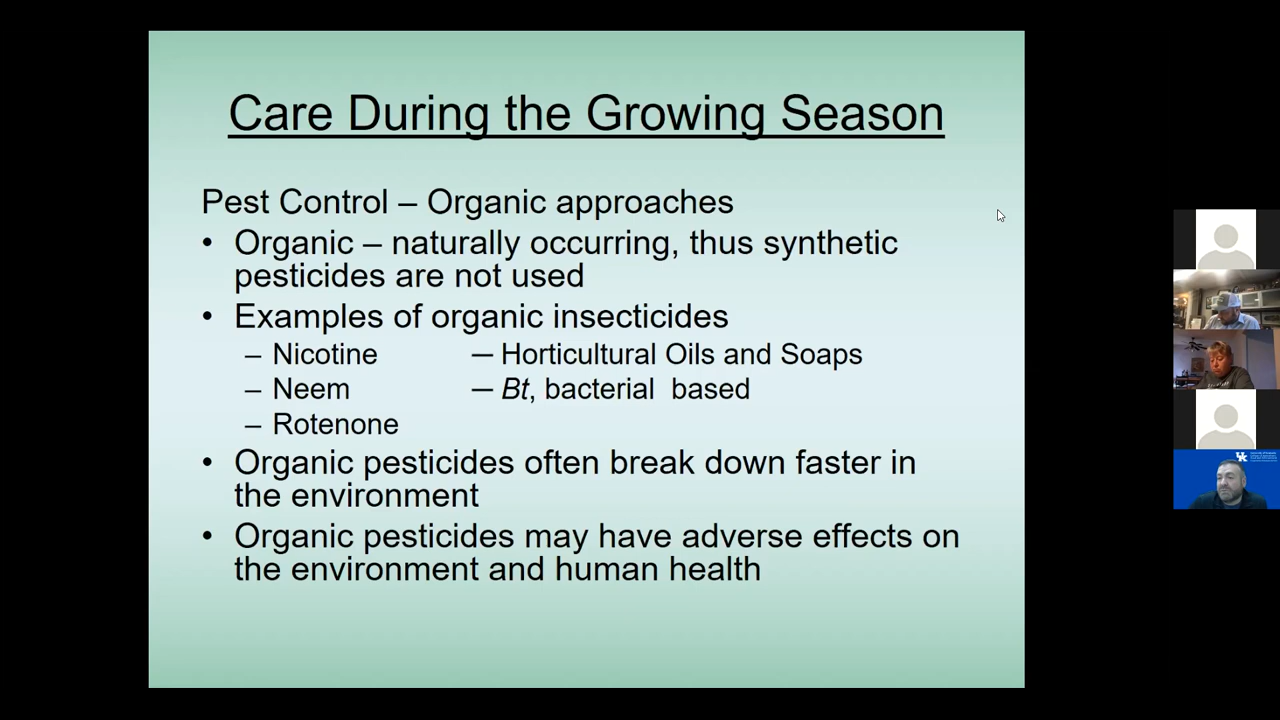 Care During the Growing Season
Pest Control – Organic approaches
• Organic – naturally occurring, thus synthetic
pesticides are not used
• Examples of organic insecticides
– Nicotine — Horticultural Oils and Soaps
– Neem — Bt, bacterial based
– Rotenone
• Organic pesticides often break down faster in
the environment
• Organic pesticides may have adverse effects on
the environment and human health
UK